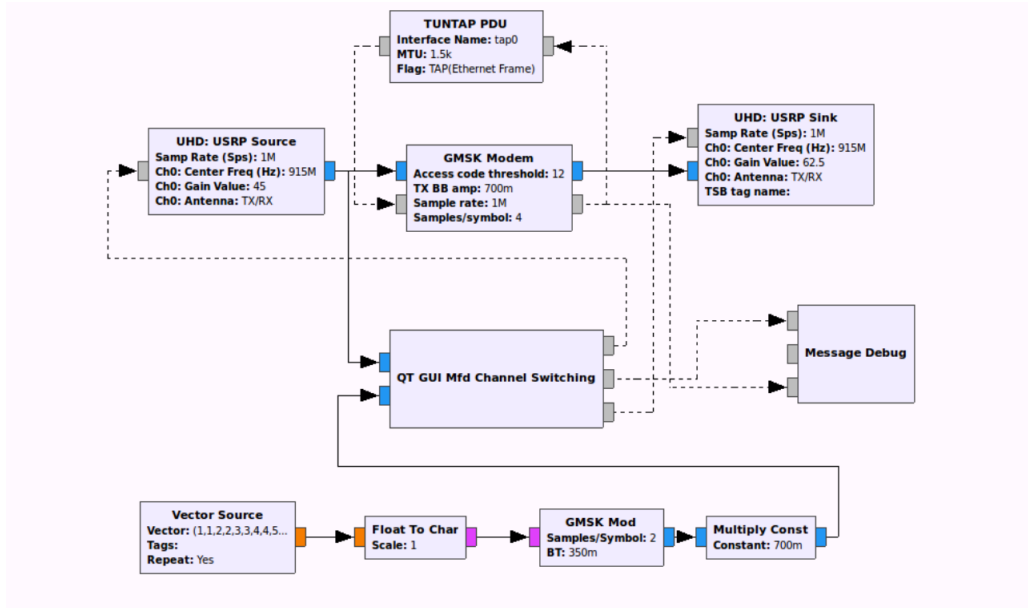 TUNTAP PDU
Interface Name: tap0
MTU: 1.5k
Flag: TAP(Ethernet Frame)
UHD: USRP Sink
Samp Rate (Sps): 1M
Ch0: Center Freq (Hz): 915M
Ch0: Gain Value: 62.5
Ch0: Antenna: TX/RX
TSB tag name:
UHD: USRP Source
Samp Rate (Sps): 1M
Ch0: Center Freq (Hz): 915M
Ch0: Gain Value: 45
Ch0: Antenna: TX/RX
GMSK Modem
Access code threshold: 12
TX BB amp: 700m
Sample rate: 1M
Samples/symbol: 4
QT GUI Mfd Channel Switching
Message Debug
Vector Source
Vector: (1,1,2,2,3,3,4,4,5...
Tags:
Repeat: Yes
Float To Char
Scale: 1
GMSK Mod
Samples/Symbol: 2
BT: 350m
Multiply Const
Constant: 700m